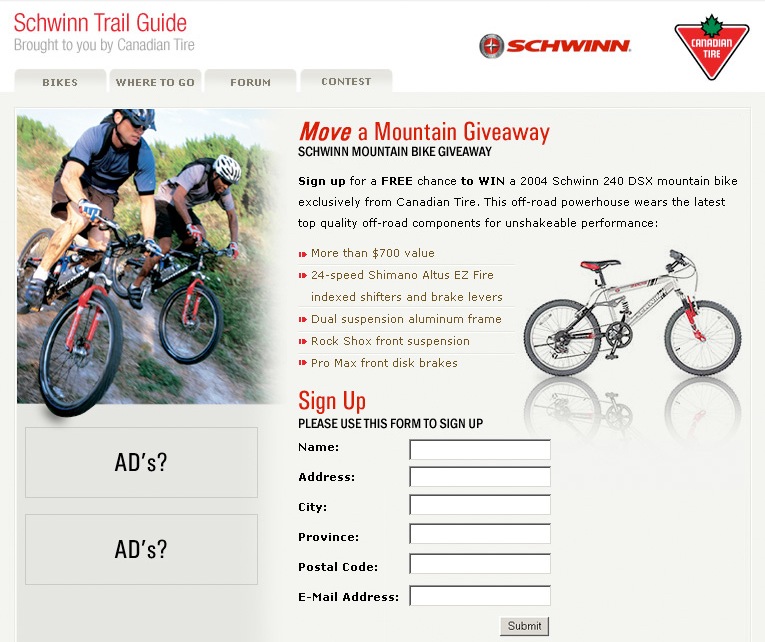 Schwinn Trail Guide
Brought to you by Canadian Tire
SCHWINN
CANADIAN
TIRE
BIKES
WHERE TO GO
FORUM
CONTEST
Move a Mountain Giveaway
SCHWINN MOUNTAIN BIKE GIVEAWAY
Sign up for a FREE chance to WIN a 2004 Schwinn 240 DSX mountain bike
exclusively from Canadian Tire. This off-road powerhouse wears the latest
top quality off-road components for unshakeable performance:
More than $700 value
24-speed Shimano Altus EZ Fire
indexed shifters and brake levers
Dual suspension aluminum frame
Rock Shox front suspension
Pro Max front disk brakes
Sign Up
PLEASE USE THIS FORM TO SIGN UP
Name:
Address:
City:
Province:
Postal Code:
E-Mail Address:
Submit
AD's?
AD's?